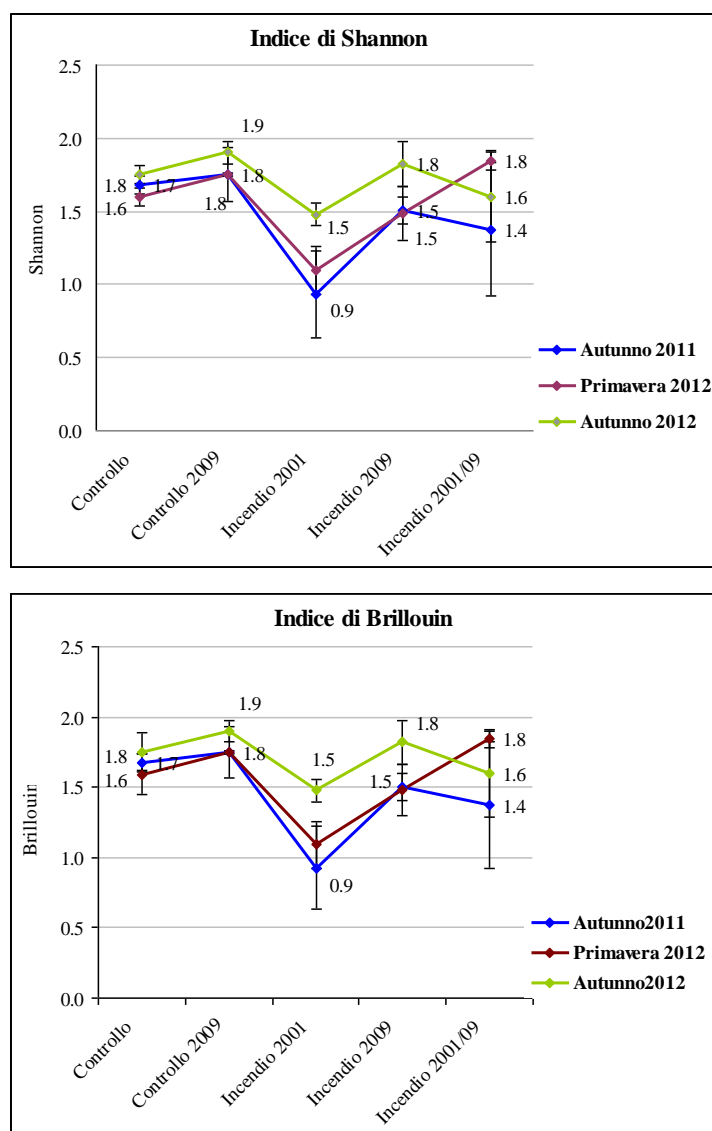 Indice di Shannon
2.5
2.0
1.5
1.0
0.5
0.0
Shannon
1.8
1.7
1.6
1.9
1.8
1.8
1.5
0.9
1.8
1.5
1.5
1.8
1.6
1.4
Controllo
Controllo 2009
Incendio 2001
Incendio 2009
Incendio 2001/09
Autunno 2011
Primavera 2012
Autunno 2012
Indice di Brillouin
2.5
2.0
1.5
1.0
0.5
0.0
Brillouin
1.8
1.7
1.6
1.9
1.8
1.5
0.9
1.8
1.5
1.8
1.6
1.4
Controllo
Controllo 2009
Incendio 2001
Incendio 2009
Incendio 2001/09
Autunno2011
Primavera 2012
Autunno2012